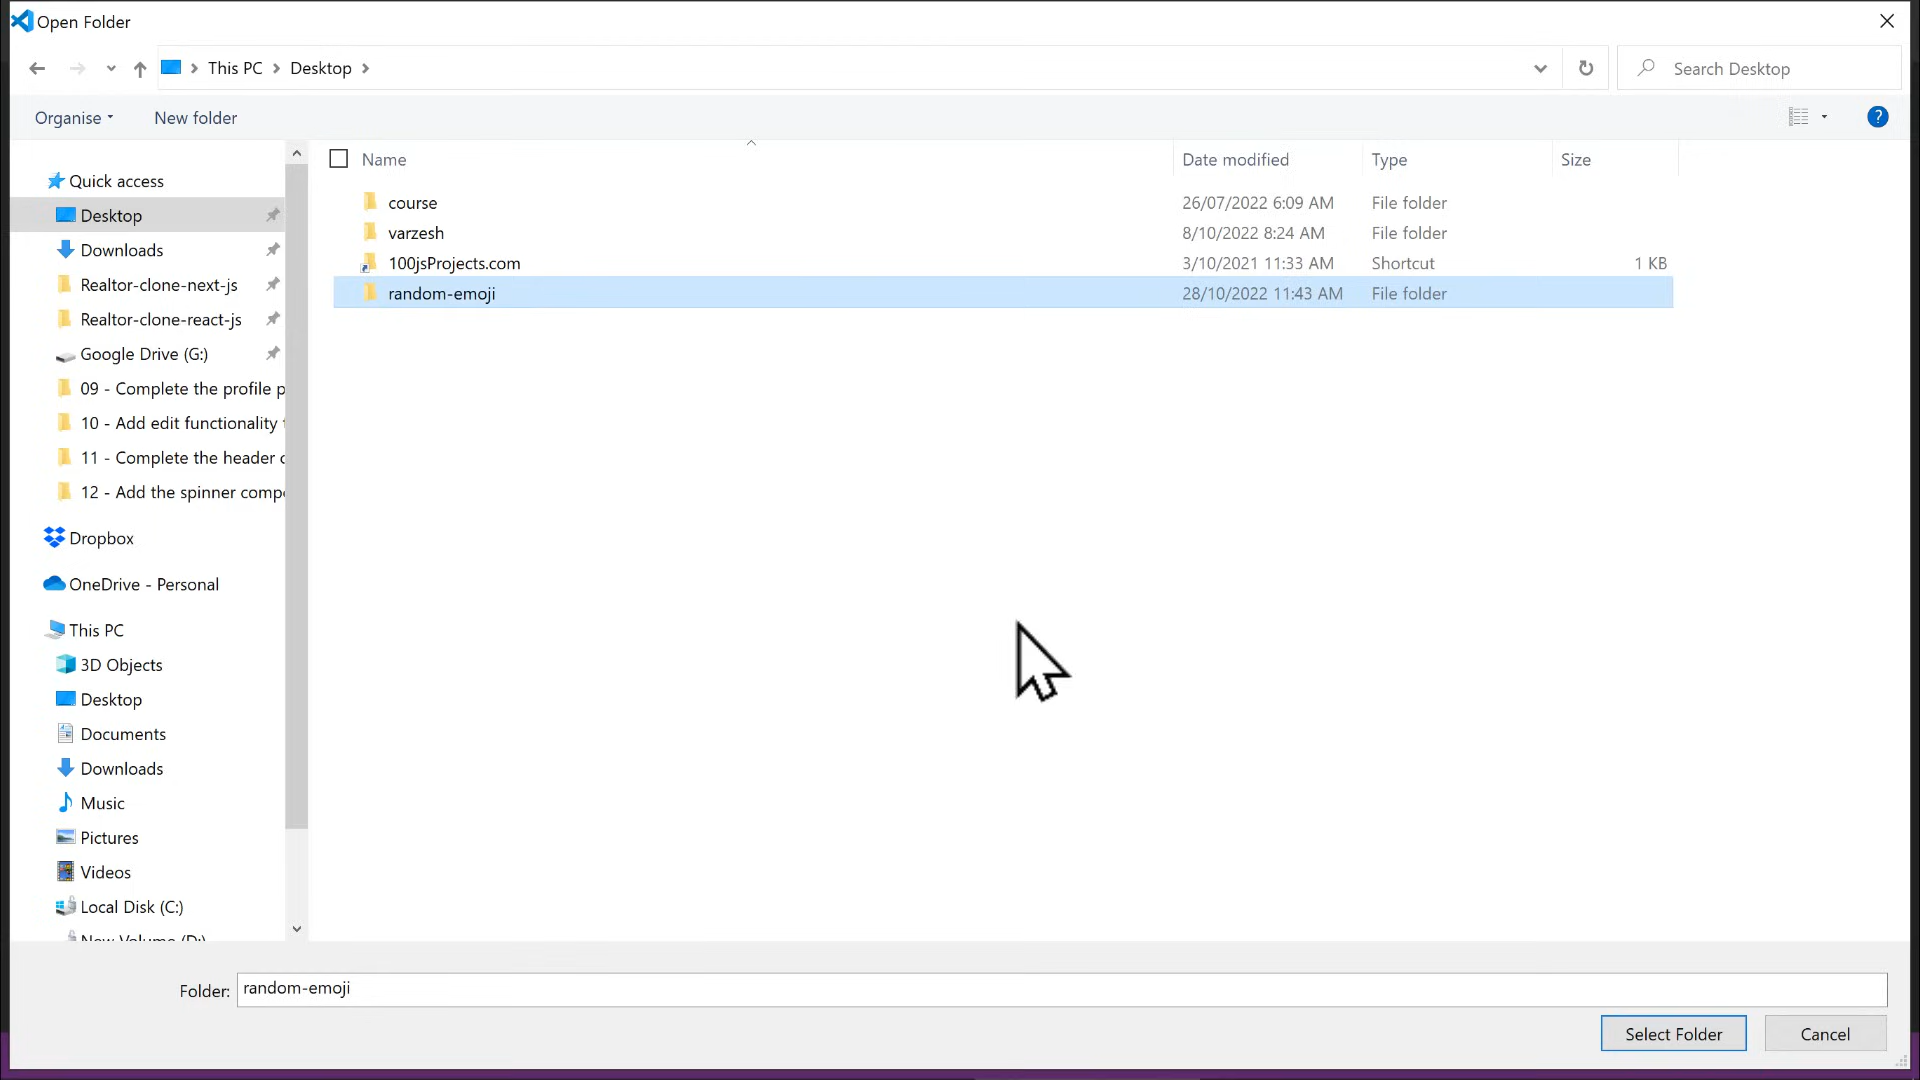 Open Folder
This PC Desktop
Search Desktop
Organise New folder
?
Name Date modified Type Size
Quick access
Desktop
Downloads
Realtor-clone-next-js
Realtor-clone-react-js
Google Drive (G:)
09 - Complete the profile p
10 - Add edit functionality
11 - Complete the header c
12 - Add the spinner comp
Dropbox
OneDrive - Personal
This PC
3D Objects
Desktop
Documents
Downloads
Music
Pictures
Videos
Local Disk (C:)
New Volume (D:)
course 26/07/2022 6:09 AM File folder
varzesh 8/10/2022 8:24 AM File folder
100jsProjects.com 3/10/2021 11:33 AM Shortcut 1 KB
random-emoji 28/10/2022 11:43 AM File folder
Folder: random-emoji
Select Folder Cancel